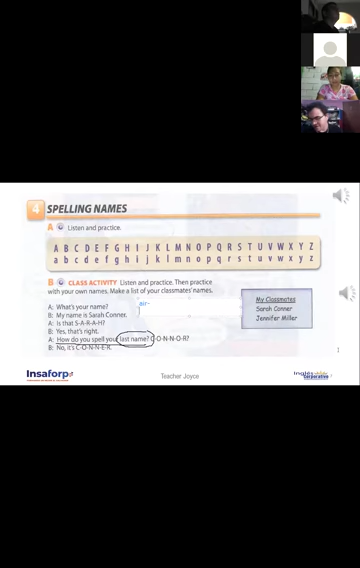 4 SPELLING NAMES
A Listen and practice.
A B C D E F G H I J K L M N O P Q R S T U V W X Y Z
a b c d e f g h i j k l m n o p q r s t u v w x y z
B CLASS ACTIVITY Listen and practice. Then practice
with your own names. Make a list of your classmates' names.
A: What's your name?
B: My name is Sarah Conner.
A: Is that S-A-R-A-H?
B: Yes, that's right.
A: How do you spell your last name? C-O-N-N-O-R?
B: No, it's C-O-N-N-E-R.
My Classmates
Sarah Conner
Jennifer Miller
Insaforp
Teacher Joyce
Corporativo